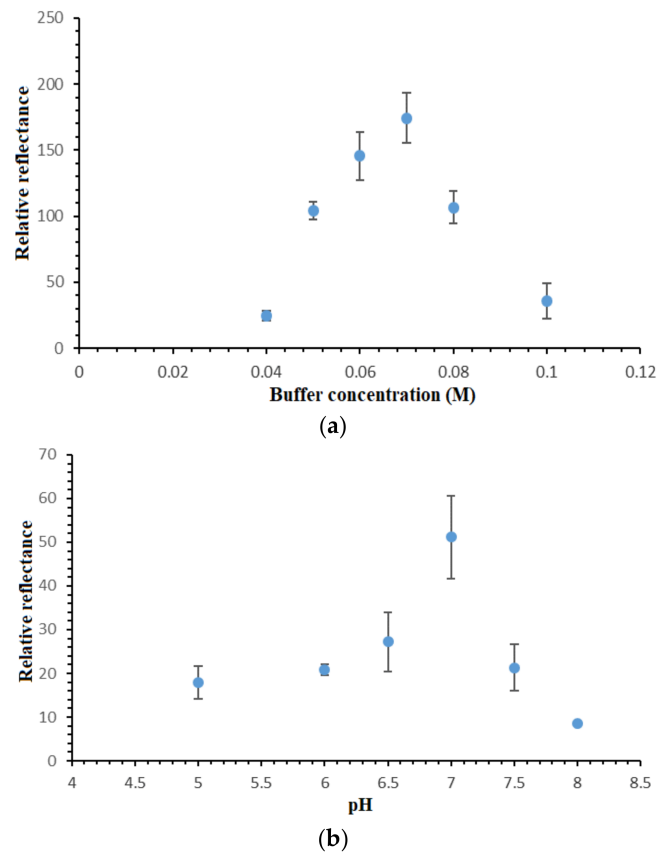 250
200
150
100
50
0
Relative reflectance
0 0.02 0.04 0.06 0.08 0.1 0.12
Buffer concentration (M)
(a)
70
60
50
40
30
20
10
0
Relative reflectance
4 4.5 5 5.5 6 6.5 7 7.5 8 8.5
pH
(b)